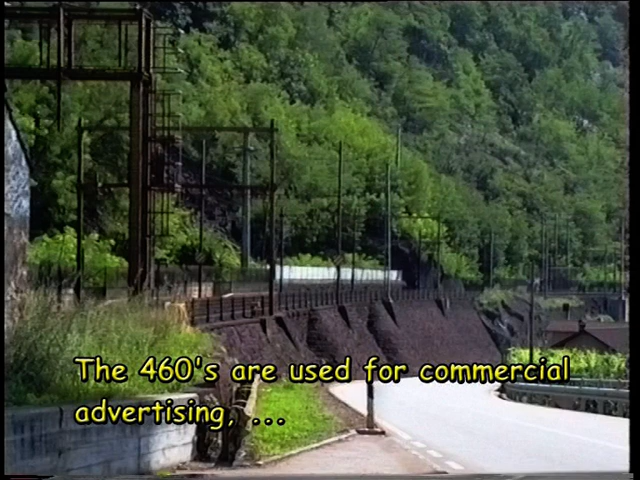 The 460's are used for commercial
advertising, ...